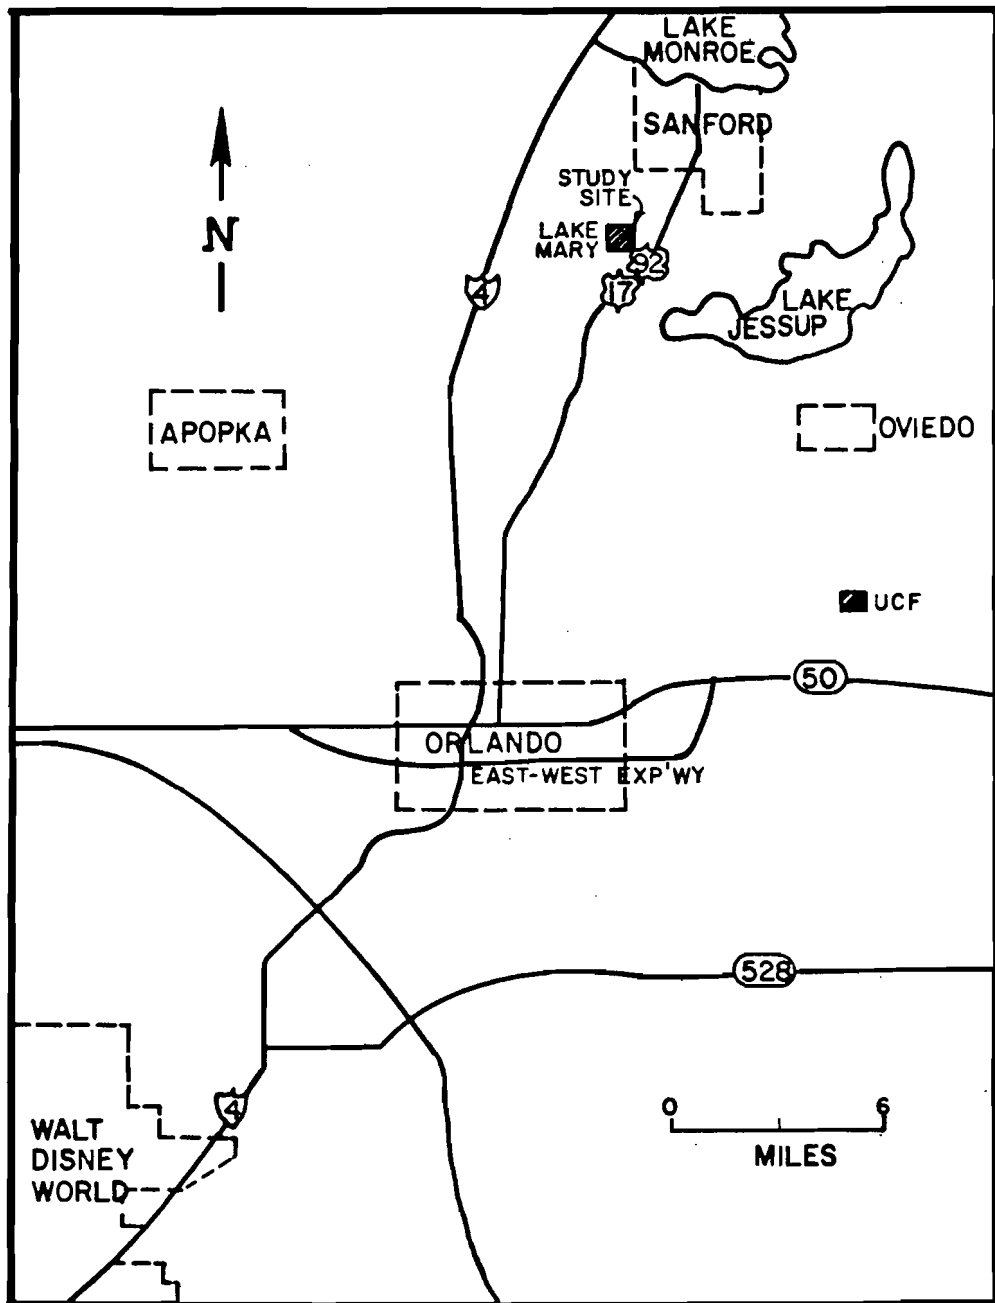 LAKE
MONROE
SANFORD
STUDY
SITE
N
LAKE
MARY
92
4
17
LAKE
JESSUP
APOPKA
OVIEDO
UCF
50
ORLANDO
EAST-WEST EXP'WY
528
4
0 6
MILES
WALT
DISNEY
WORLD